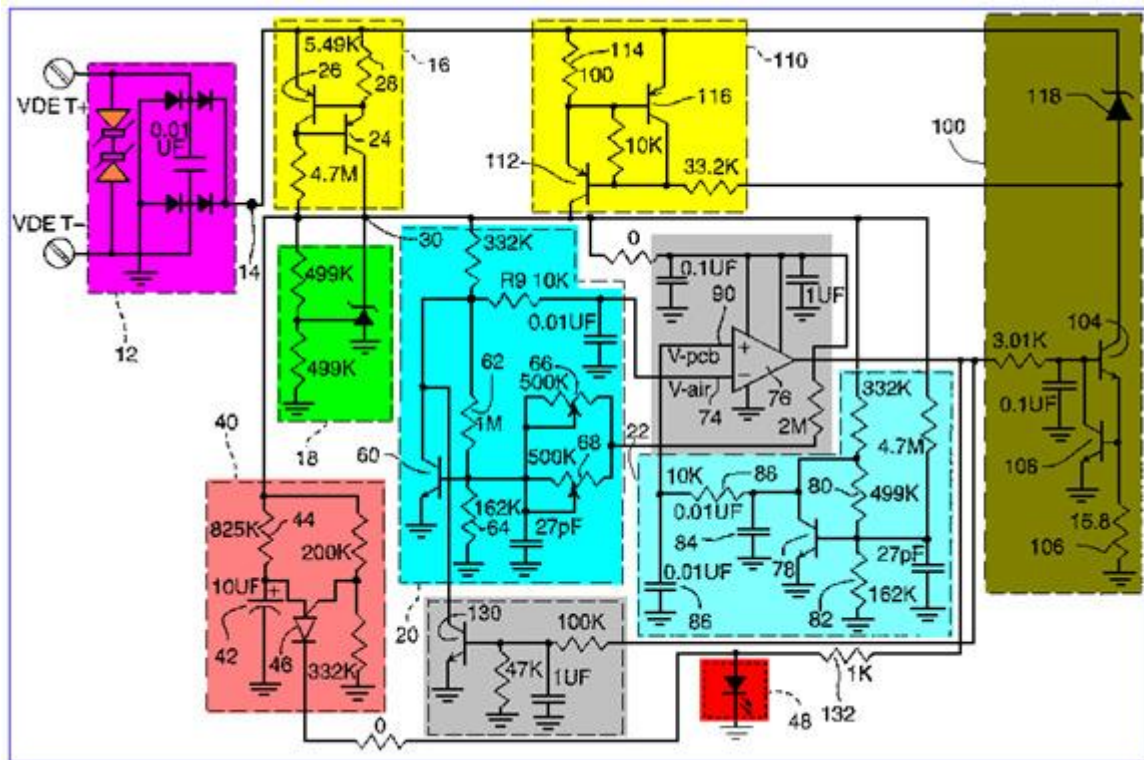 VDET+
VDET-
0.01
UF
12
14
5.49K
26
28
24
4.7M
16
30
499K
499K
18
114
100
116
10K
112
33.2K
110
118
100
104
3.01K
0.1UF
108
15.8
106
332K
R9 10K
0.01UF
62
1M
66
500K
68
500K
60
162K
64
27pF
20
22
0
0.1UF
90
1UF
V-pcb
V-air
+
−
74
76
2M
332K
4.7M
10K
86
80
499K
0.01UF
84
78
27pF
0.01UF
82
162K
86
40
825K
44
200K
10UF
+
42
46
332K
130
100K
47K
1UF
0
48
1K
132